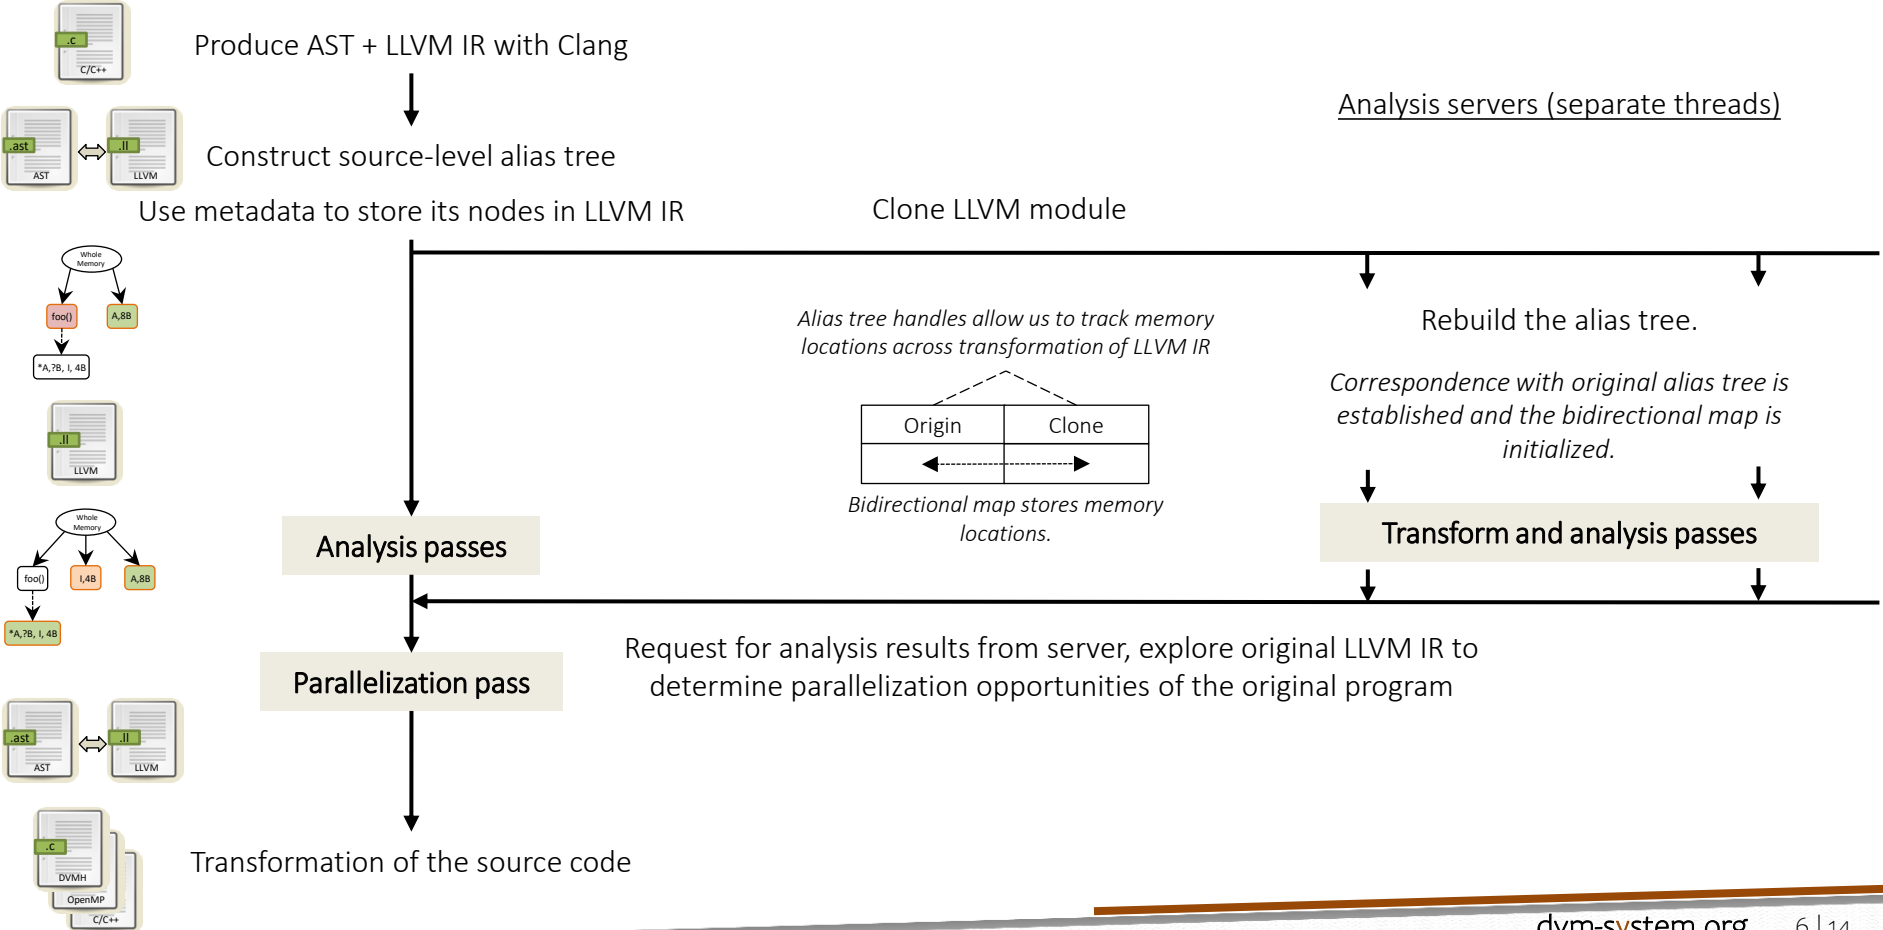 .c
C/C++
Produce AST + LLVM IR with Clang
Analysis servers (separate threads)
.ast
AST
.ll
LLVM
Construct source-level alias tree
Use metadata to store its nodes in LLVM IR
Clone LLVM module
Whole
Memory
foo()
A,8B
*A,?B, I, 4B
Alias tree handles allow us to track memory
locations across transformation of LLVM IR
Rebuild the alias tree.
Correspondence with original alias tree is
established and the bidirectional map is
initialized.
Origin
Clone
Bidirectional map stores memory
locations.
.ll
LLVM
Whole
Memory
foo()
I,4B
A,8B
*A,?B, I, 4B
Analysis passes
Transform and analysis passes
Request for analysis results from server, explore original LLVM IR to
determine parallelization opportunities of the original program
Parallelization pass
.ast
AST
.ll
LLVM
.c
DVMH
OpenMP
C/C++
Transformation of the source code
dvm-system.org
6 | 14